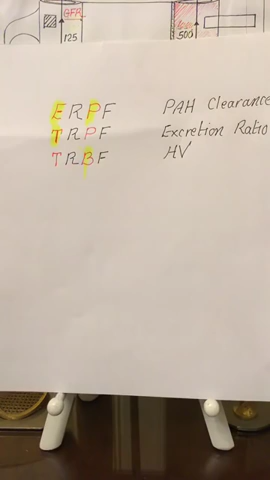 GFR
125
500
ERPF PAH Clearance
TRPF Excretion Ratio
TRBF HV